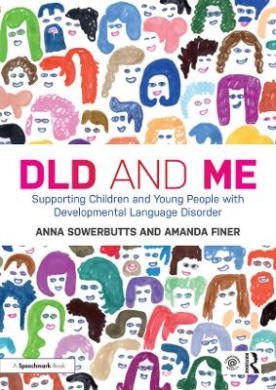 DLD AND ME
Supporting Children and Young People with
Developmental Language Disorder
ANNA SOWERBUTTS AND AMANDA FINER
A Speechmark Book